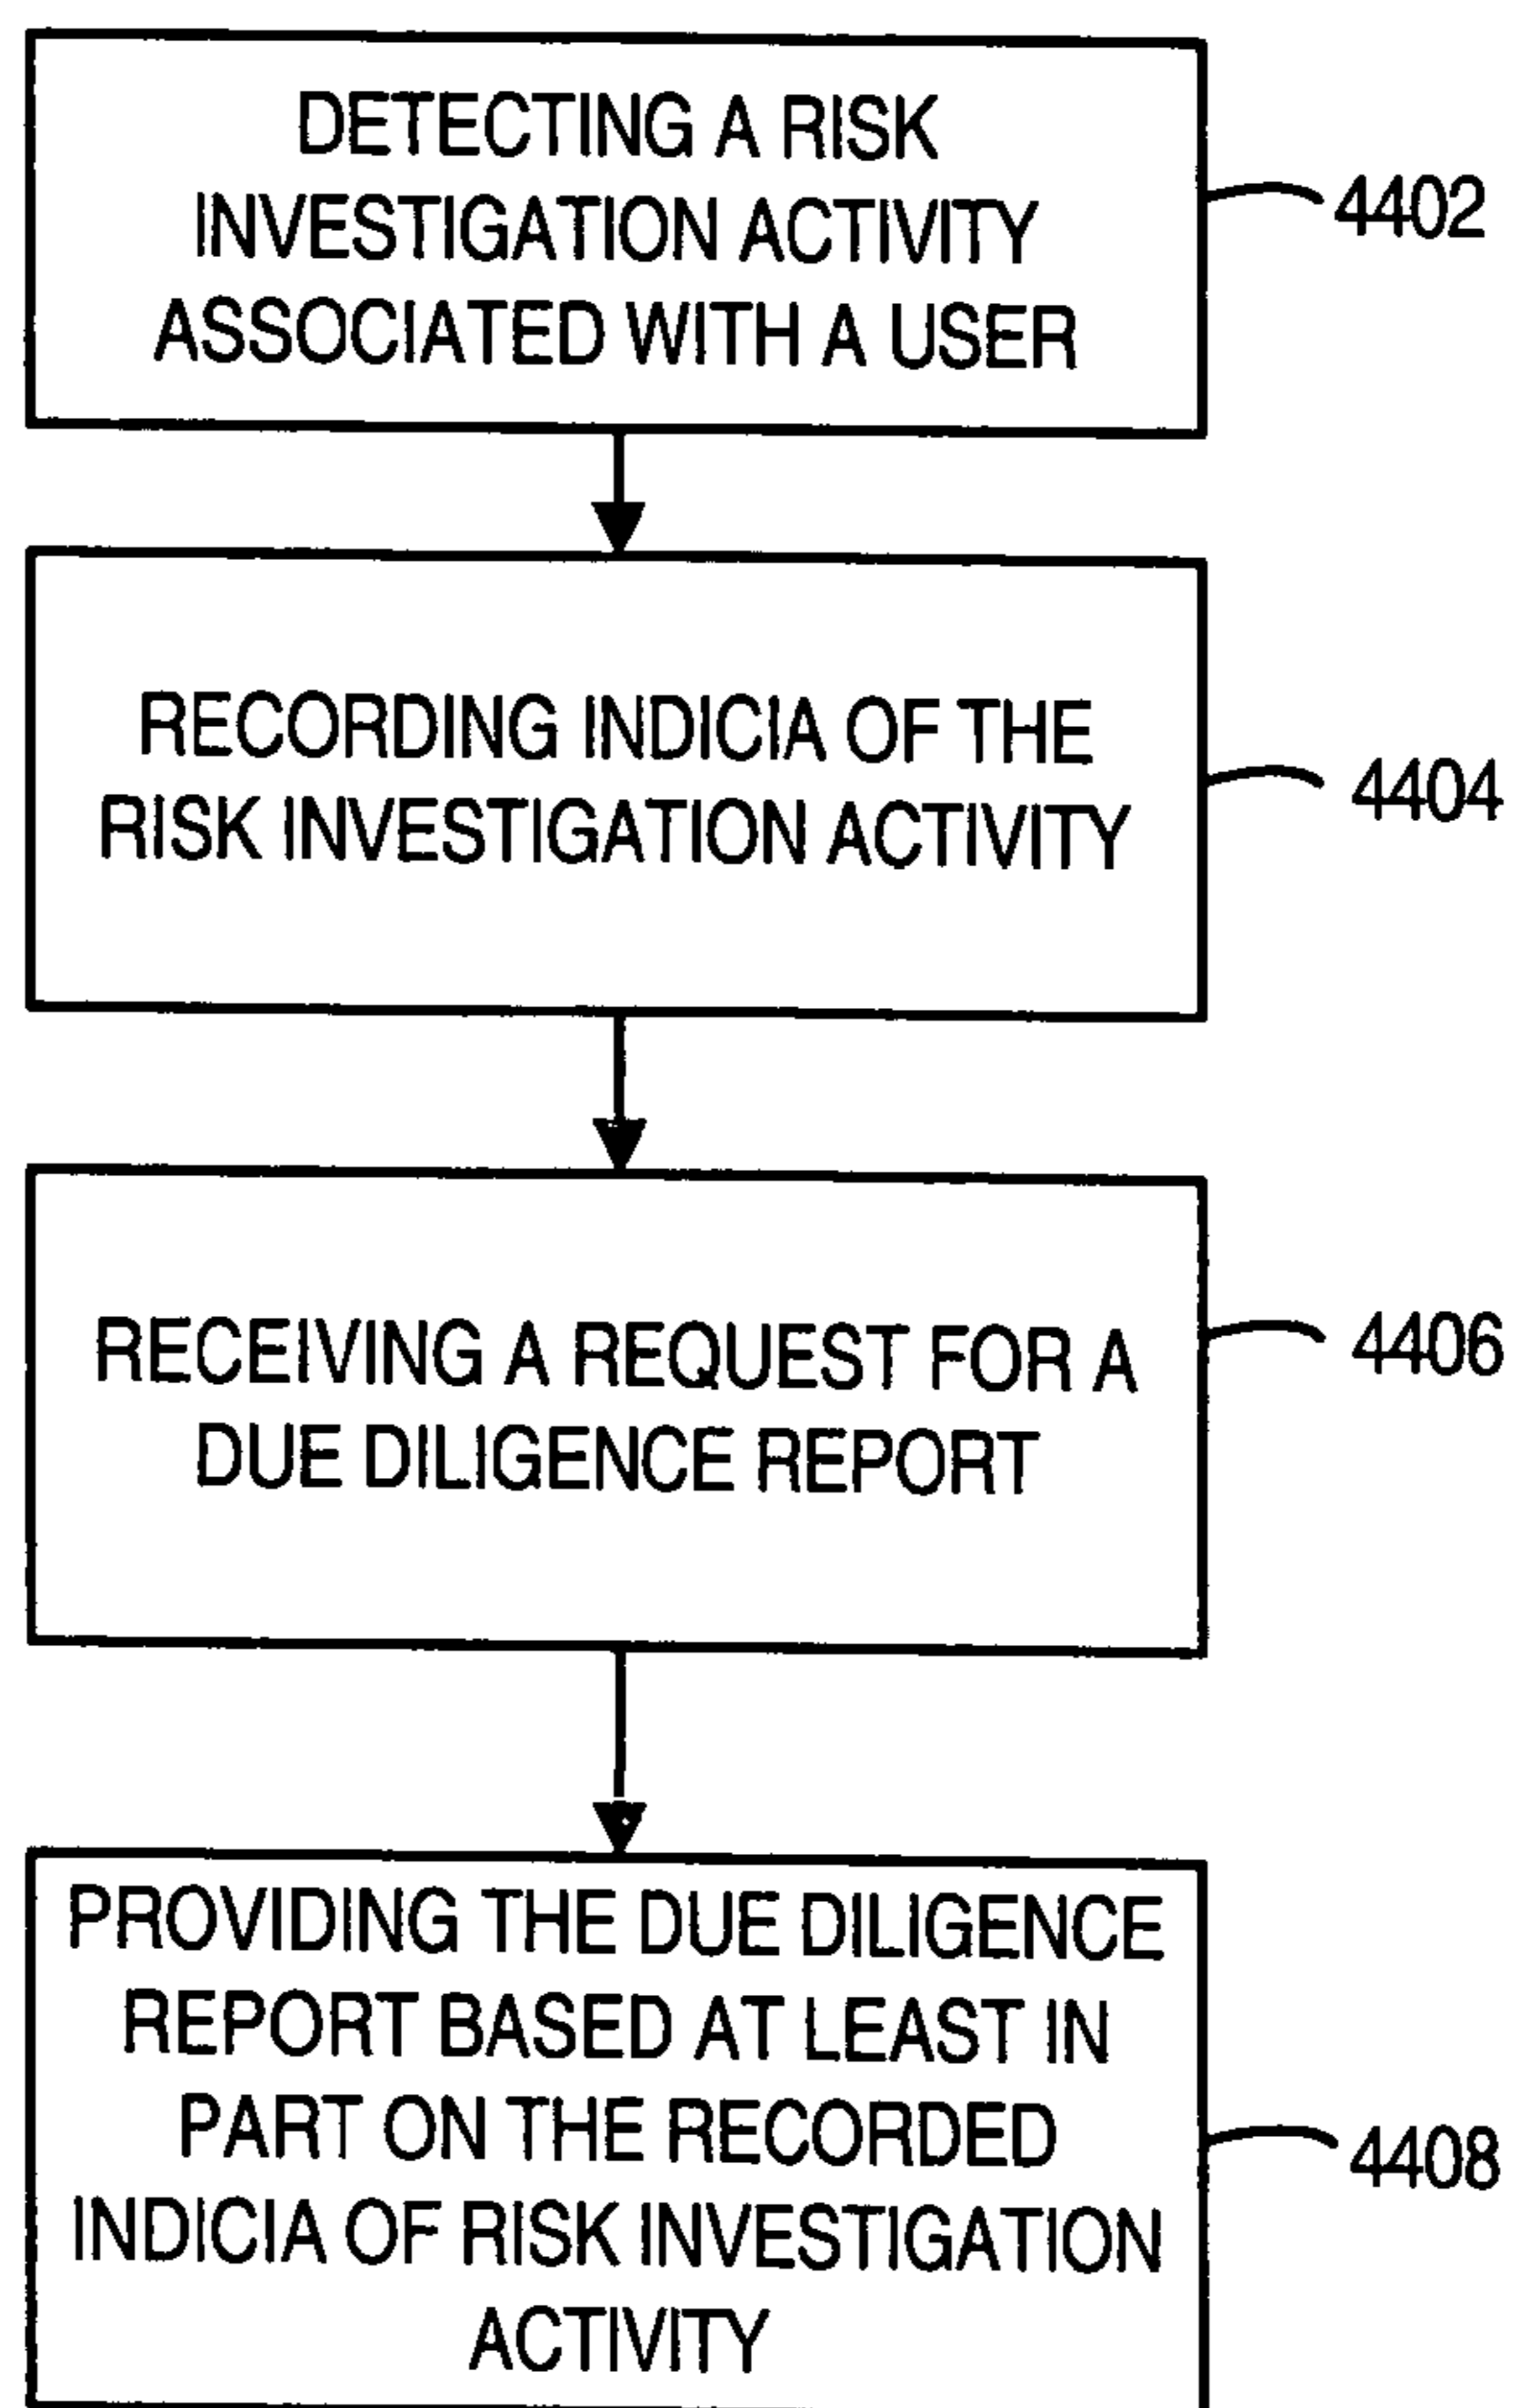 DETECTING A RISK
INVESTIGATION ACTIVITY
ASSOCIATED WITH A USER
4402
RECORDING INDICIA OF THE
RISK INVESTIGATION ACTIVITY
4404
RECEIVING A REQUEST FOR A
DUE DILIGENCE REPORT
4406
PROVIDING THE DUE DILIGENCE
REPORT BASED AT LEAST IN
PART ON THE RECORDED
INDICIA OF RISK INVESTIGATION
ACTIVITY
4408